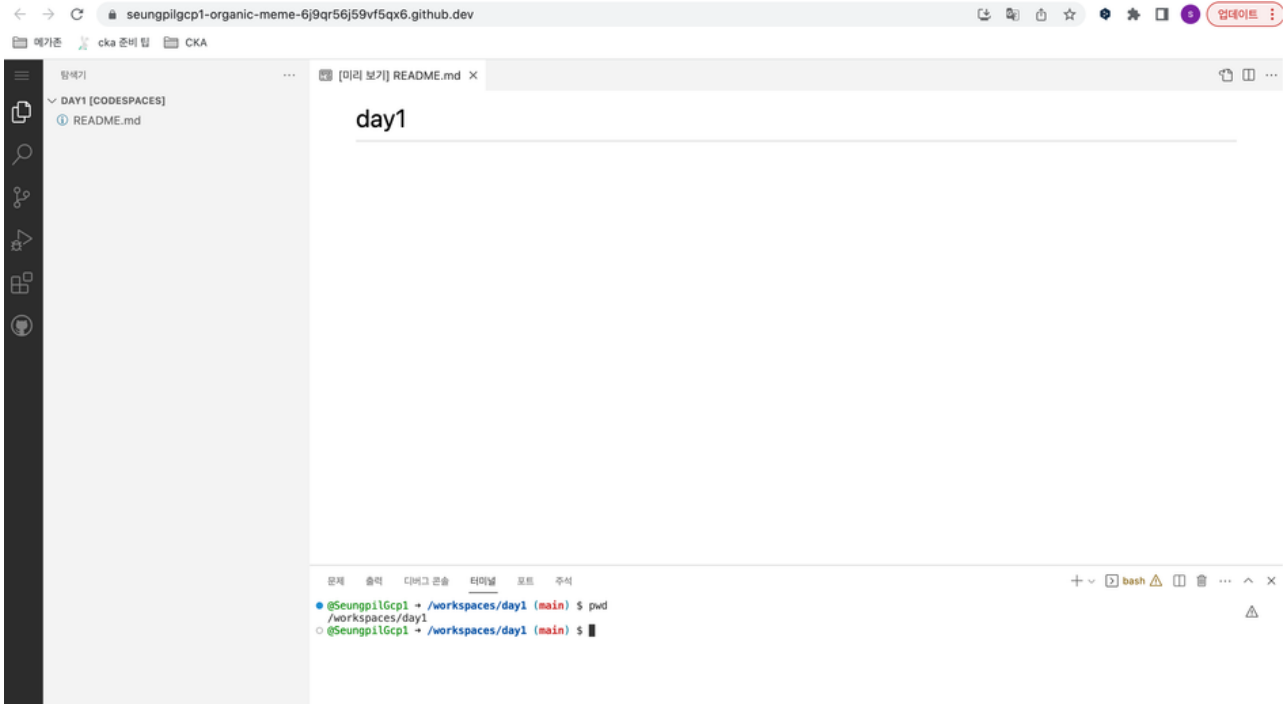 seungpilgcp1-organic-meme-6j9qr56j59vf5qx6.github.dev
S
업데이트
메가존
cka 준비 팁
CKA
탐색기
[미리 보기] README.md
DAY1 [CODESPACES]
README.md
day1
문제 출력 디버그 콘솔 터미널 포트 주석
bash
@SeungpilGcp1 → /workspaces/day1 (main) $ pwd
/workspaces/day1
@SeungpilGcp1 → /workspaces/day1 (main) $